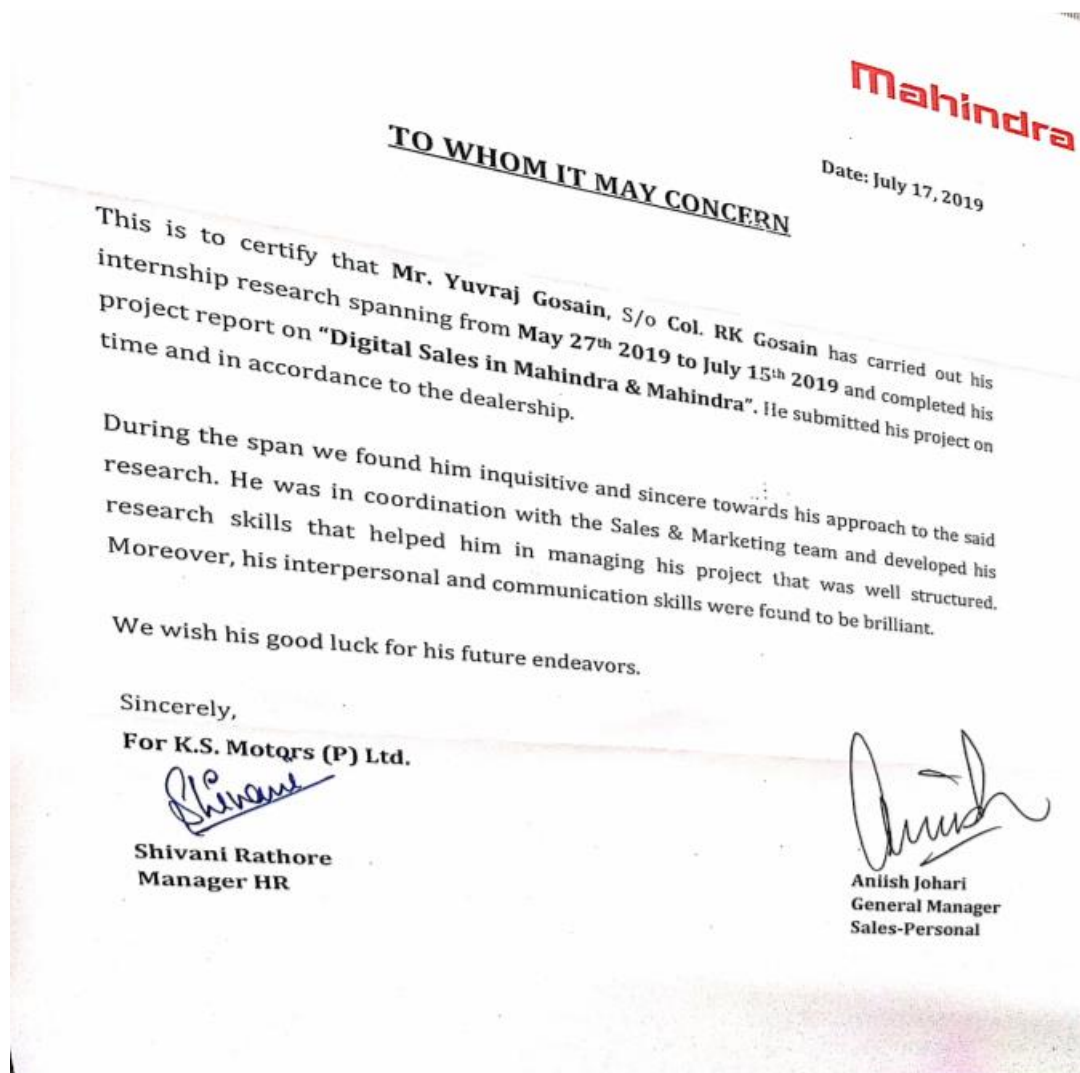 Mahindra
Date: July 17, 2019
TO WHOM IT MAY CONCERN
This is to certify that Mr. Yuvraj Gosain, S/o Col. RK Gosain has carried out his
internship research spanning from May 27th 2019 to July 15th 2019 and completed his
project report on “Digital Sales in Mahindra & Mahindra”. He submitted his project on
time and in accordance to the dealership.
During the span we found him inquisitive and sincere towards his approach to the said
research. He was in coordination with the Sales & Marketing team and developed his
research skills that helped him in managing his project that was well structured.
Moreover, his interpersonal and communication skills were found to be brilliant.
We wish his good luck for his future endeavors.
Sincerely,
For K.S. Motors (P) Ltd.
Shivani
Shivani Rathore
Manager HR
Aniish
Aniish Johari
General Manager
Sales-Personal